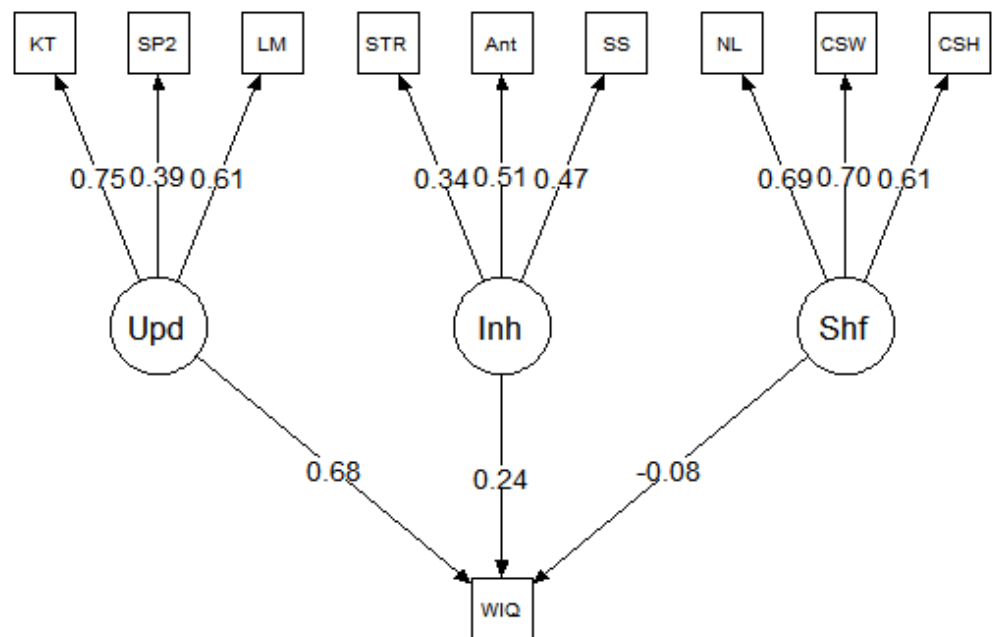 KT SP2 LM STR Ant SS NL CSW CSH
0.75 0.39 0.61 0.34 0.51 0.47 0.69 0.70 0.61
Upd Inh Shf
0.68 0.24 -0.08
WIQ